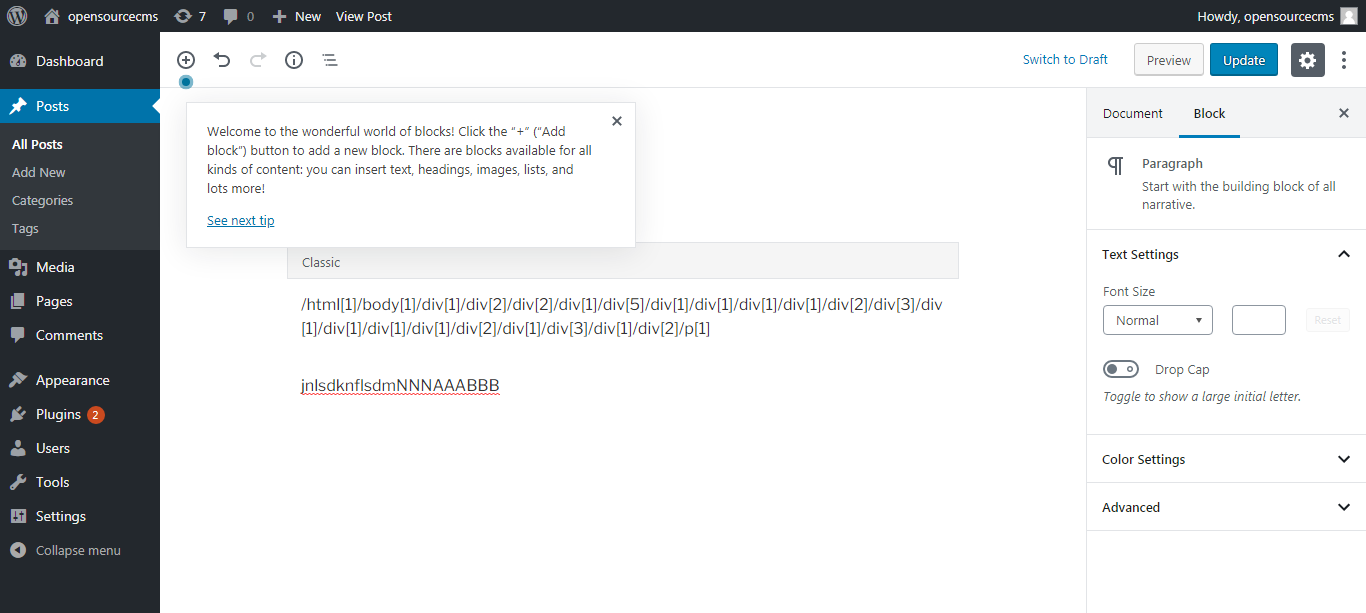 opensourcecms 7 0 New View Post Howdy, opensourcecms
Dashboard
Posts
All Posts
Add New
Categories
Tags
Media
Pages
Comments
Appearance
Plugins 2
Users
Tools
Settings
Collapse menu
Switch to Draft Preview Update
Welcome to the wonderful world of blocks! Click the “+” (“Add
block”) button to add a new block. There are blocks available for all
kinds of content: you can insert text, headings, images, lists, and
lots more!
See next tip
Classic
/html[1]/body[1]/div[1]/div[2]/div[2]/div[1]/div[5]/div[1]/div[1]/div[1]/div[1]/div[2]/div[3]/div
[1]/div[1]/div[1]/div[1]/div[2]/div[1]/div[3]/div[1]/div[2]/p[1]
jnlsdknflsdmNNNAAABBB
Document Block
Paragraph
Start with the building block of all
narrative.
Text Settings
Font Size
Normal Reset
Drop Cap
Toggle to show a large initial letter.
Color Settings
Advanced